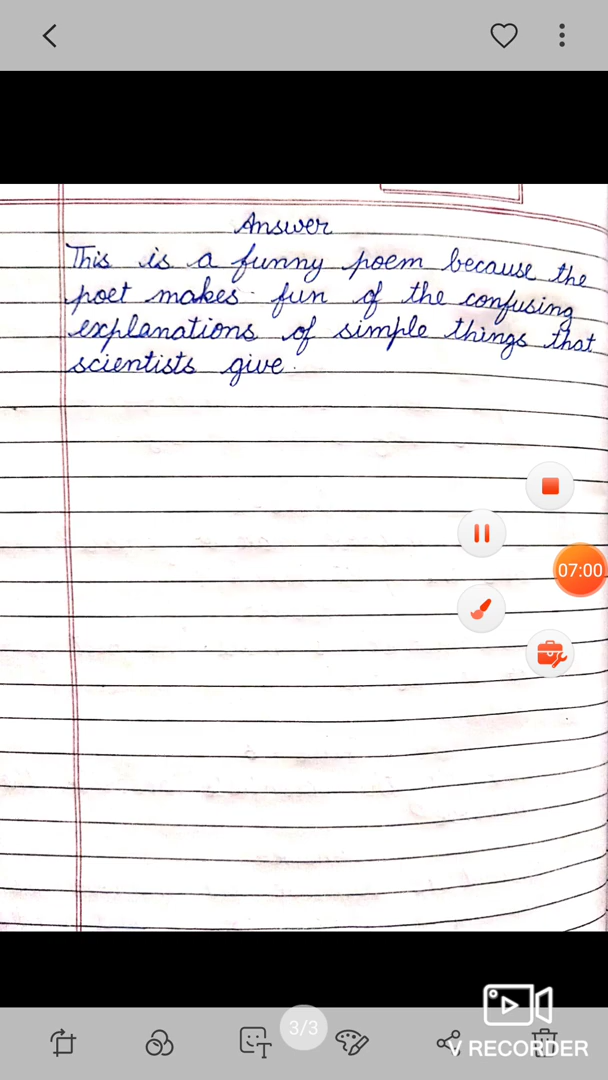 Answer
This is a funny poem because the
poet makes fun of the confusing
explanations of simple things that
scientists give.
07:00
3/3
V RECORDER